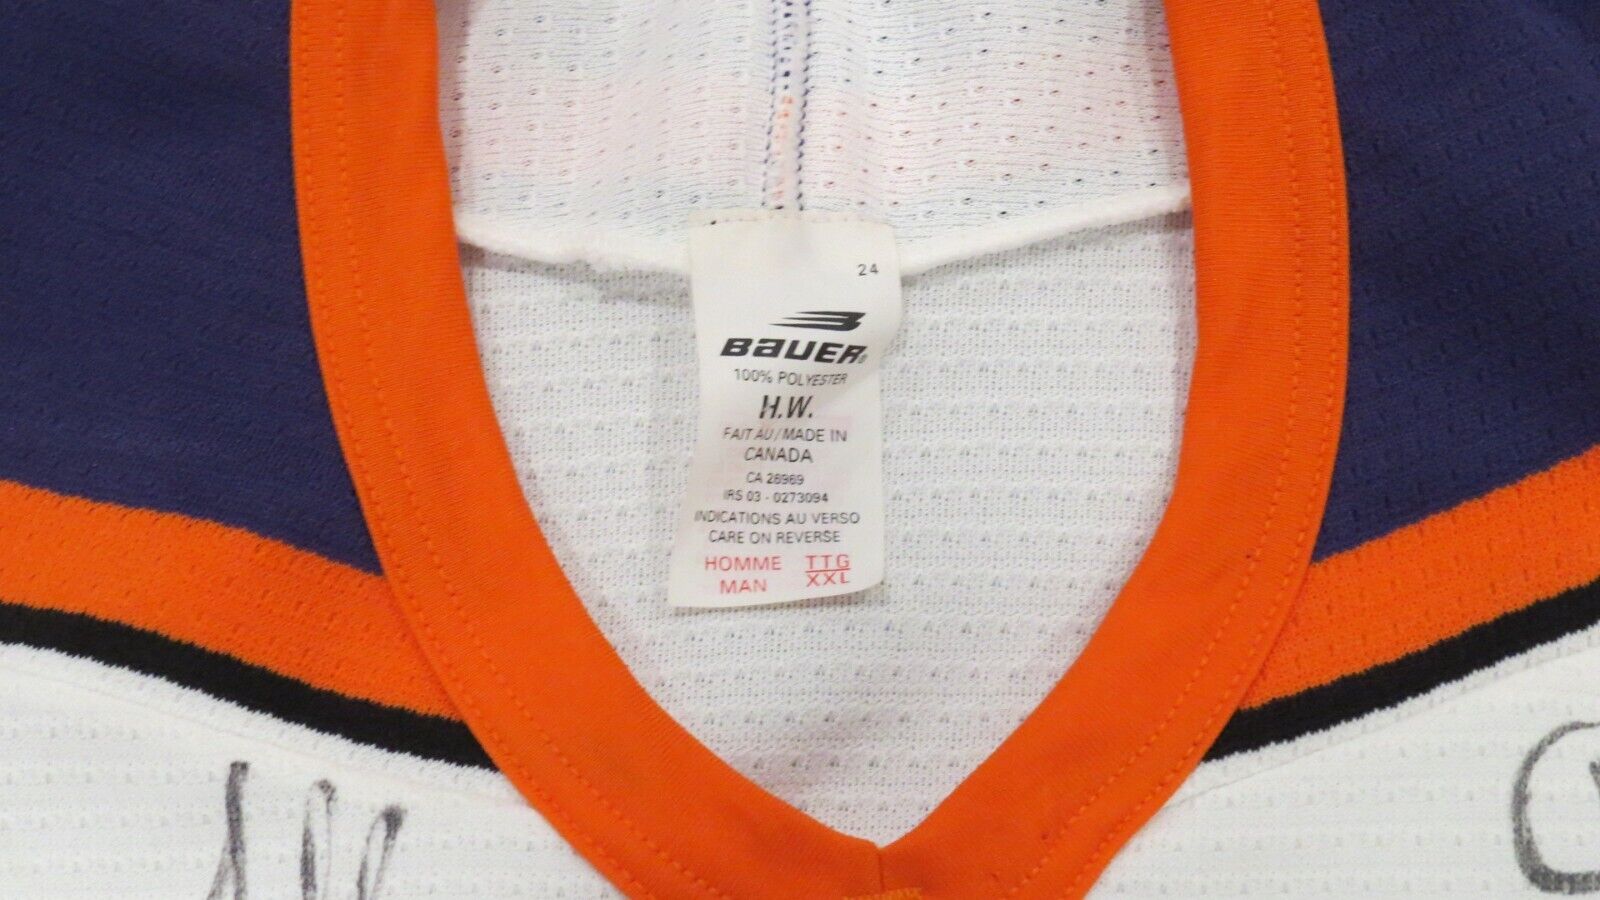 24
BAUER®
100% POLYESTER
H.W.
FAIT AU/MADE IN
CANADA
CA 26969
IRS 03 - 0273094
INDICATIONS AU VERSO
CARE ON REVERSE
HOMME TTG
MAN XXL